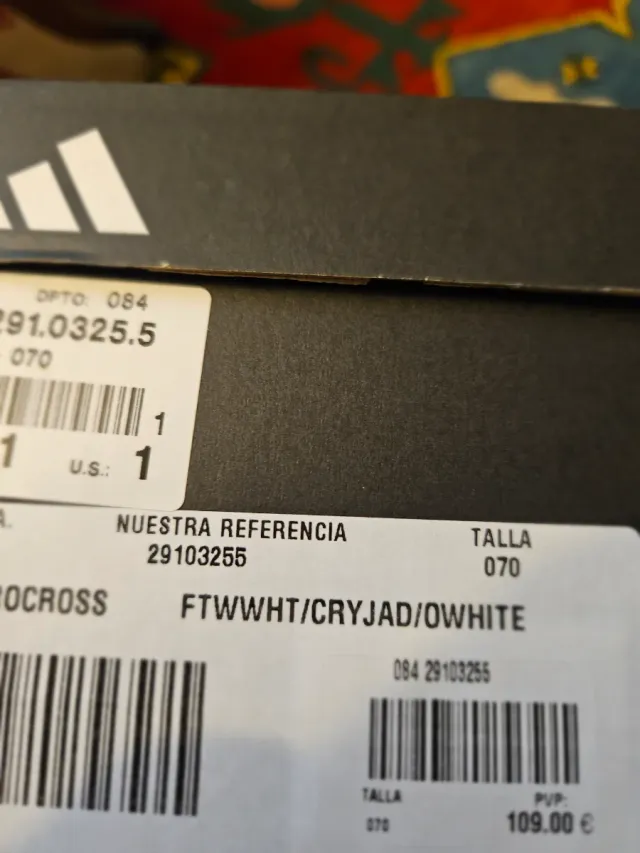 DPTO: 084
291.0325.5
070
1
1 U.S.: 1
A. NUESTRA REFERENCIA TALLA
29103255 070
OCROSS FTWWHT/CRYJAD/OWHITE
084 29103255
TALLA PVP:
070 109.00 €